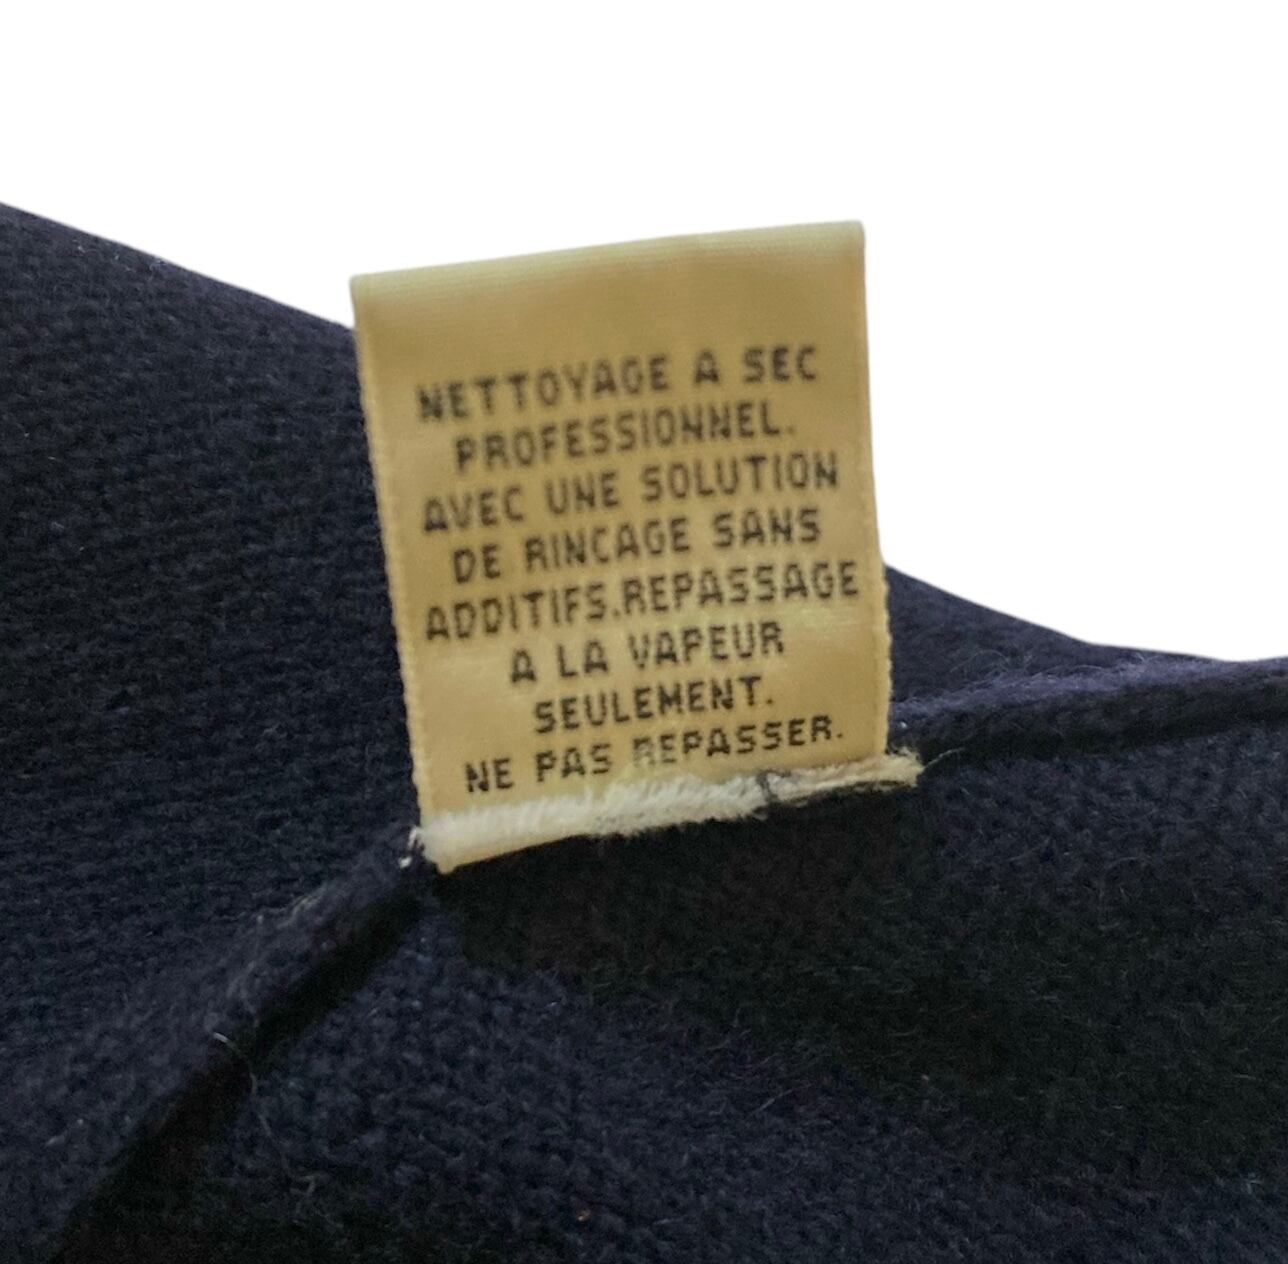 NETTOYAGE A SEC
PROFESSIONNEL.
AVEC UNE SOLUTION
DE RINCAGE SANS
ADDITIFS.REPASSAGE
A LA VAPEUR
SEULEMENT.
NE PAS REPASSER.